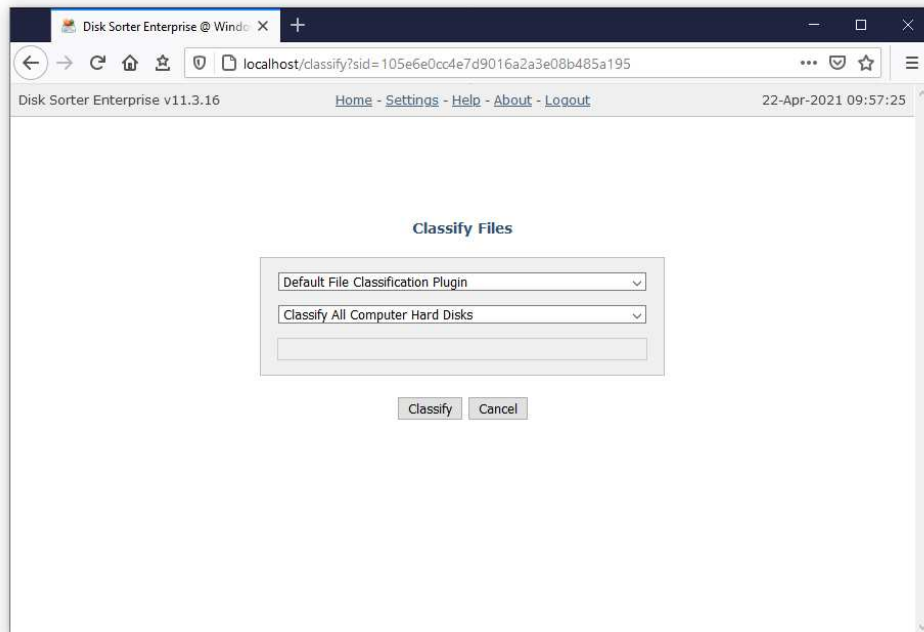 Disk Sorter Enterprise @ Windo
localhost/classify?sid=105e6e0cc4e7d9016a2a3e08b485a195
Disk Sorter Enterprise v11.3.16 Home - Settings - Help - About - Logout 22-Apr-2021 09:57:25
Classify Files
Default File Classification Plugin
Classify All Computer Hard Disks
Classify Cancel